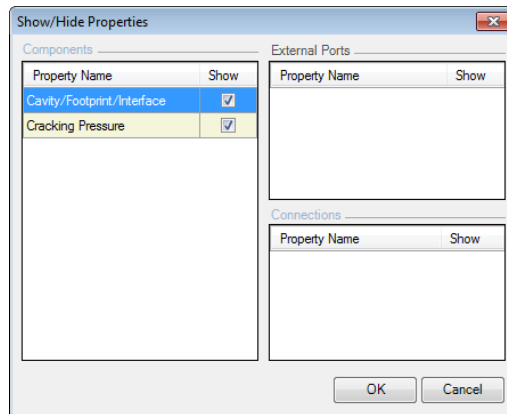 Show/Hide Properties
Components
Property Name Show
Cavity/Footprint/Interface
Cracking Pressure
External Ports
Property Name Show
Connections
Property Name Show
OK Cancel